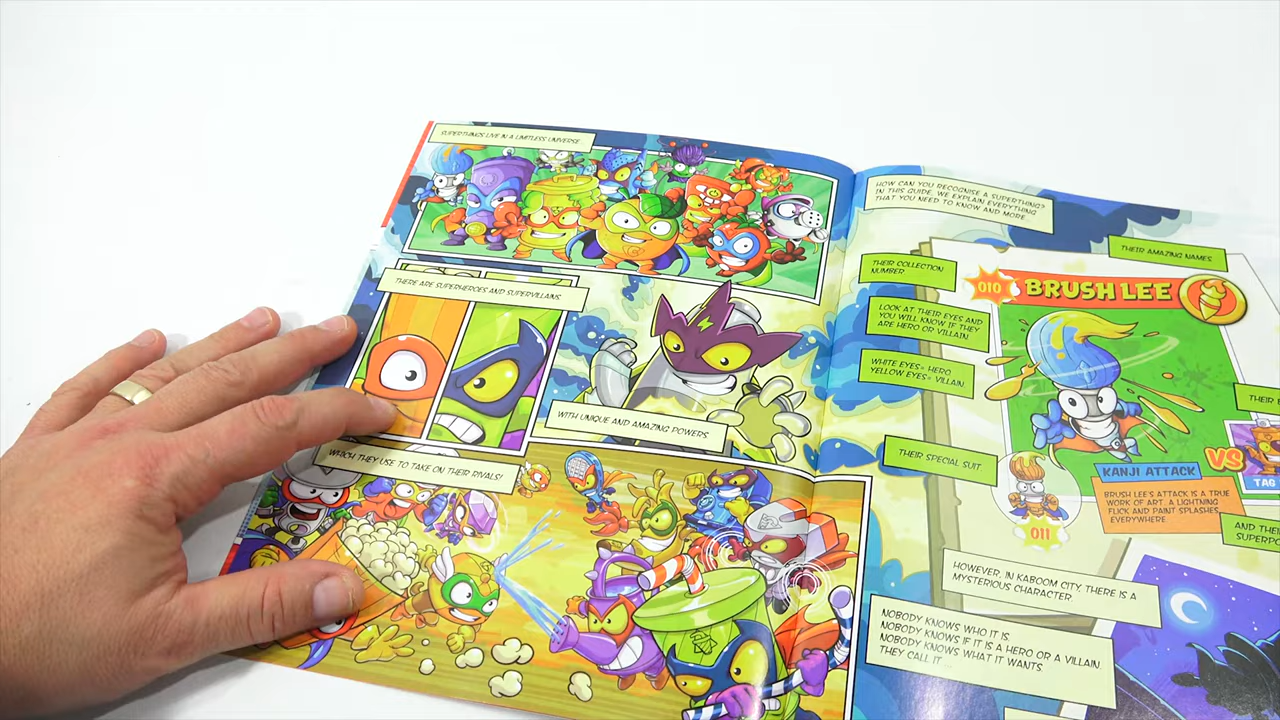 SUPERTHINGS LIVE IN A LIMITLESS UNIVERSE.
THERE ARE SUPERHEROES AND SUPERVILLAINS.
WITH UNIQUE AND AMAZING POWERS
WHICH THEY USE TO TAKE ON THEIR RIVALS!
HOW CAN YOU RECOGNISE A SUPERTHING?
IN THIS GUIDE, WE EXPLAIN EVERYTHING
THAT YOU NEED TO KNOW AND MORE...
THEIR AMAZING NAMES
THEIR COLLECTION
NUMBER
010
BRUSH LEE
LOOK AT THEIR EYES AND
YOU WILL KNOW IF THEY
ARE HERO OR VILLAIN.
WHITE EYES= HERO
YELLOW EYES= VILLAIN.
THEIR SPECIAL SUIT.
011
KANJI ATTACK
BRUSH LEE'S ATTACK IS A TRUE
WORK OF ART. A LIGHTNING
FLICK AND PAINT SPLASHES
EVERYWHERE
VS
THEIR
TAG
AND THE
SUPERPO
HOWEVER, IN KABOOM CITY, THERE IS A
MYSTERIOUS CHARACTER.
NOBODY KNOWS WHO IT IS.
NOBODY KNOWS IF IT IS A HERO OR A VILLAIN
NOBODY KNOWS WHAT IT WANTS.
THEY CALL IT...